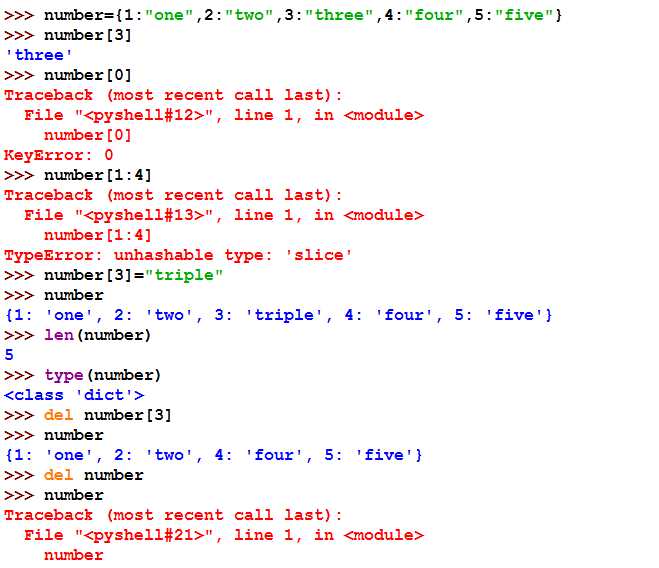 >>> number={1:"one",2:"two",3:"three",4:"four",5:"five"}
>>> number[3]
'three'
>>> number[0]
Traceback (most recent call last):
  File "<pyshell#12>", line 1, in <module>
    number[0]
KeyError: 0
>>> number[1:4]
Traceback (most recent call last):
  File "<pyshell#13>", line 1, in <module>
    number[1:4]
TypeError: unhashable type: 'slice'
>>> number[3]="triple"
>>> number
{1: 'one', 2: 'two', 3: 'triple', 4: 'four', 5: 'five'}
>>> len(number)
5
>>> type(number)
<class 'dict'>
>>> del number[3]
>>> number
{1: 'one', 2: 'two', 4: 'four', 5: 'five'}
>>> del number
>>> number
Traceback (most recent call last):
  File "<pyshell#21>", line 1, in <module>
    number